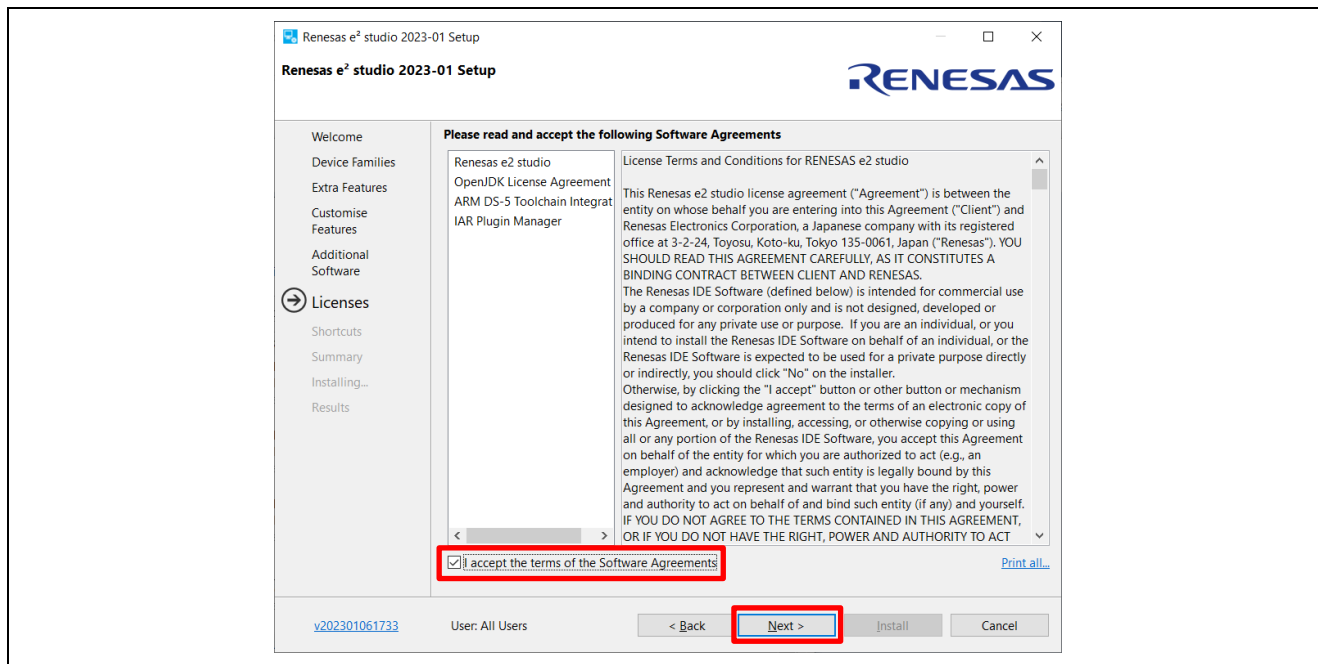 Renesas e² studio 2023-01 Setup
Renesas e² studio 2023-01 Setup
RENESAS
Welcome
Device Families
Extra Features
Customise
Features
Additional
Software
Licenses
Shortcuts
Summary
Installing...
Results
Please read and accept the following Software Agreements
Renesas e2 studio
OpenJDK License Agreement
ARM DS-5 Toolchain Integrat
IAR Plugin Manager
License Terms and Conditions for RENESAS e2 studio
This Renesas e2 studio license agreement ("Agreement") is between the
entity on whose behalf you are entering into this Agreement ("Client") and
Renesas Electronics Corporation, a Japanese company with its registered
office at 3-2-24, Toyosu, Koto-ku, Tokyo 135-0061, Japan ("Renesas"). YOU
SHOULD READ THIS AGREEMENT CAREFULLY, AS IT CONSTITUTES A
BINDING CONTRACT BETWEEN CLIENT AND RENESAS.
The Renesas IDE Software (defined below) is intended for commercial use
by a company or corporation only and is not designed, developed or
produced for any private use or purpose.  If you are an individual, or you
intend to install the Renesas IDE Software on behalf of an individual, or the
Renesas IDE Software is expected to be used for a private purpose directly
or indirectly, you should click "No" on the installer.
Otherwise, by clicking the "I accept" button or other button or mechanism
designed to acknowledge agreement to the terms of an electronic copy of
this Agreement, or by installing, accessing, or otherwise copying or using
all or any portion of the Renesas IDE Software, you accept this Agreement
on behalf of the entity for which you are authorized to act (e.g., an
employer) and acknowledge that such entity is legally bound by this
Agreement and you represent and warrant that you have the right, power
and authority to act on behalf of and bind such entity (if any) and yourself.
IF YOU DO NOT AGREE TO THE TERMS CONTAINED IN THIS AGREEMENT,
OR IF YOU DO NOT HAVE THE RIGHT, POWER AND AUTHORITY TO ACT
I accept the terms of the Software Agreements
Print all...
v202301061733
User: All Users
< Back
Next >
Install
Cancel